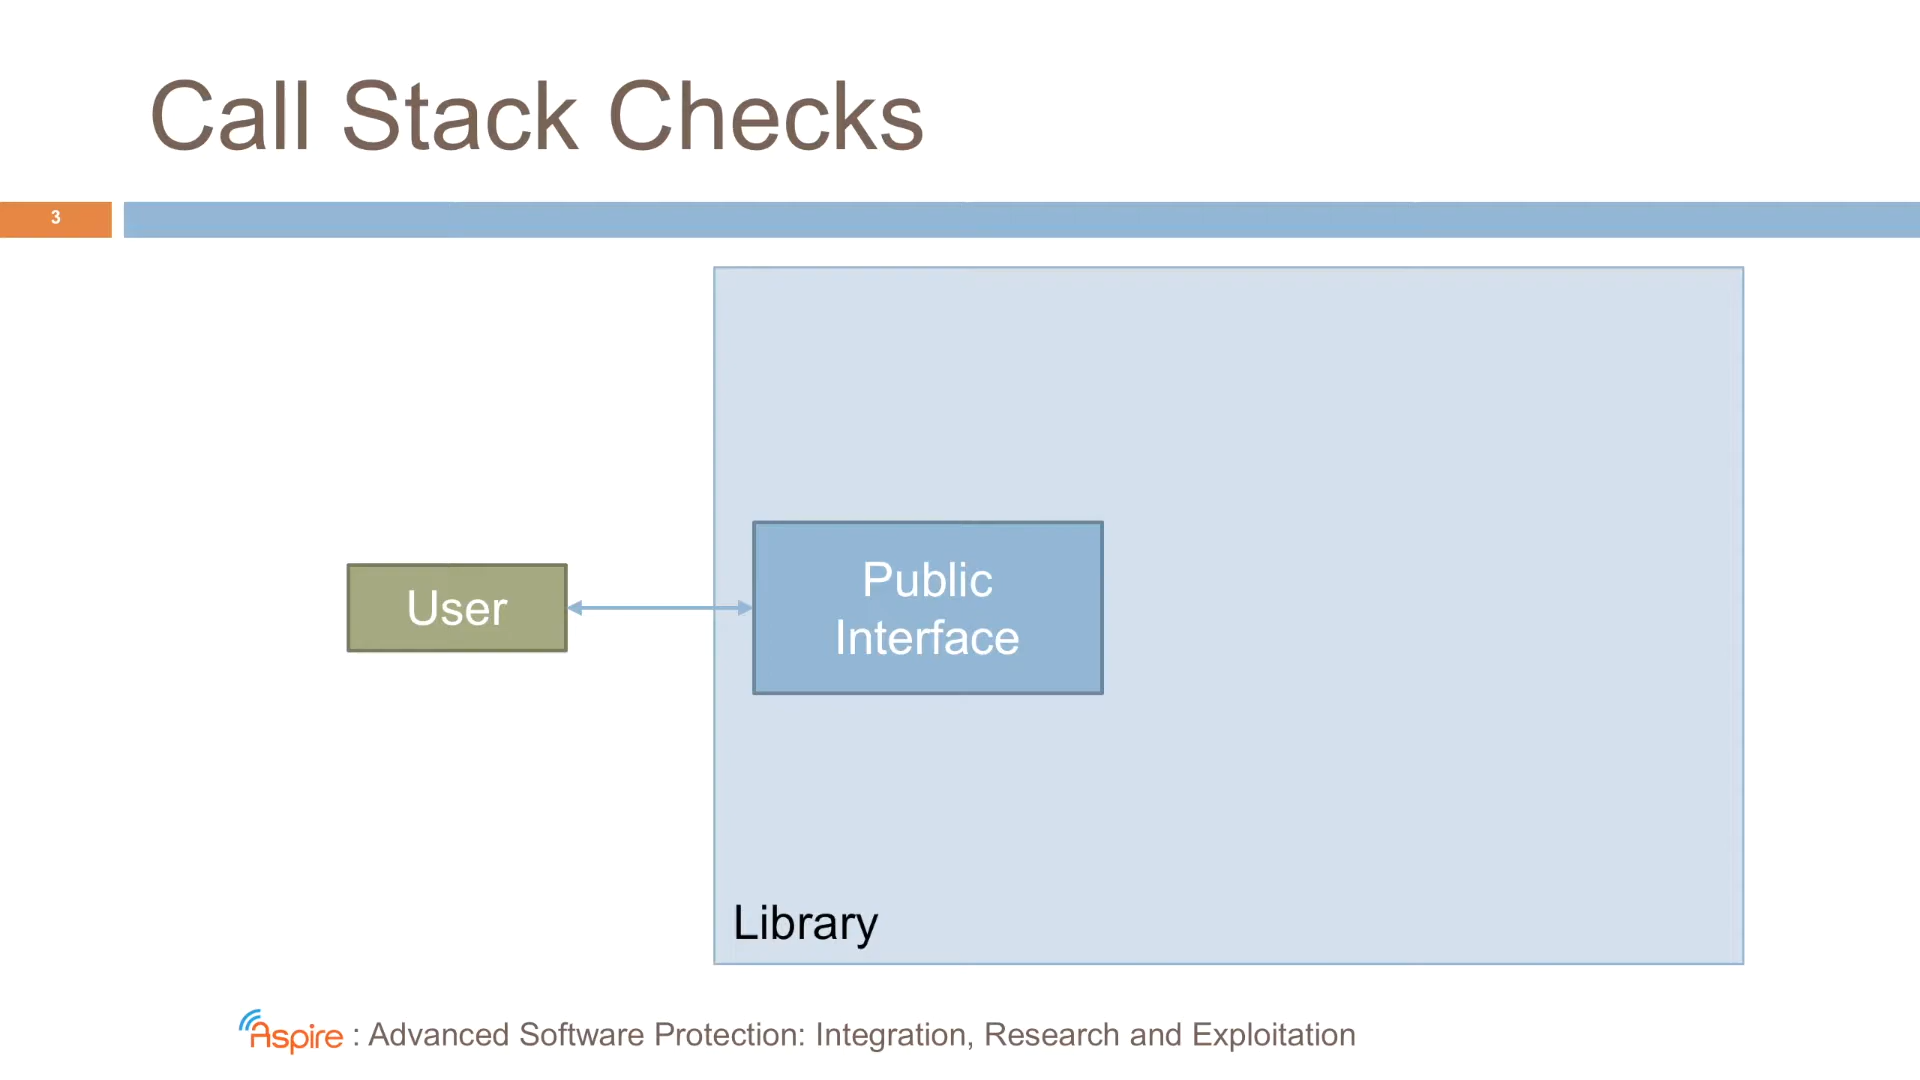 Call Stack Checks
3
User
Public
Interface
Library
Aspire : Advanced Software Protection: Integration, Research and Exploitation